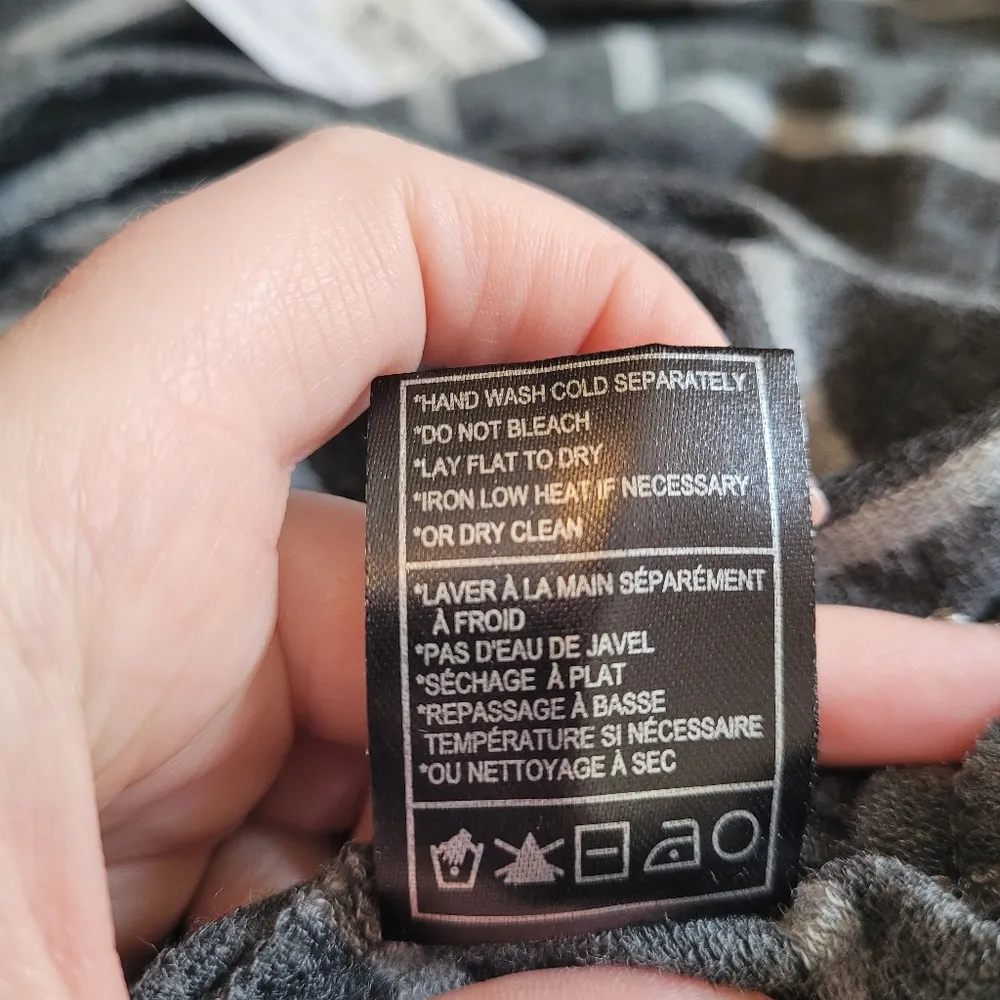 *HAND WASH COLD SEPARATELY
*DO NOT BLEACH
*LAY FLAT TO DRY
*IRON LOW HEAT IF NECESSARY
*OR DRY CLEAN
*LAVER À LA MAIN SÉPARÉMENT
À FROID
*PAS D'EAU DE JAVEL
*SÉCHAGE À PLAT
*REPASSAGE À BASSE
TEMPÉRATURE SI NÉCESSAIRE
*OU NETTOYAGE À SEC